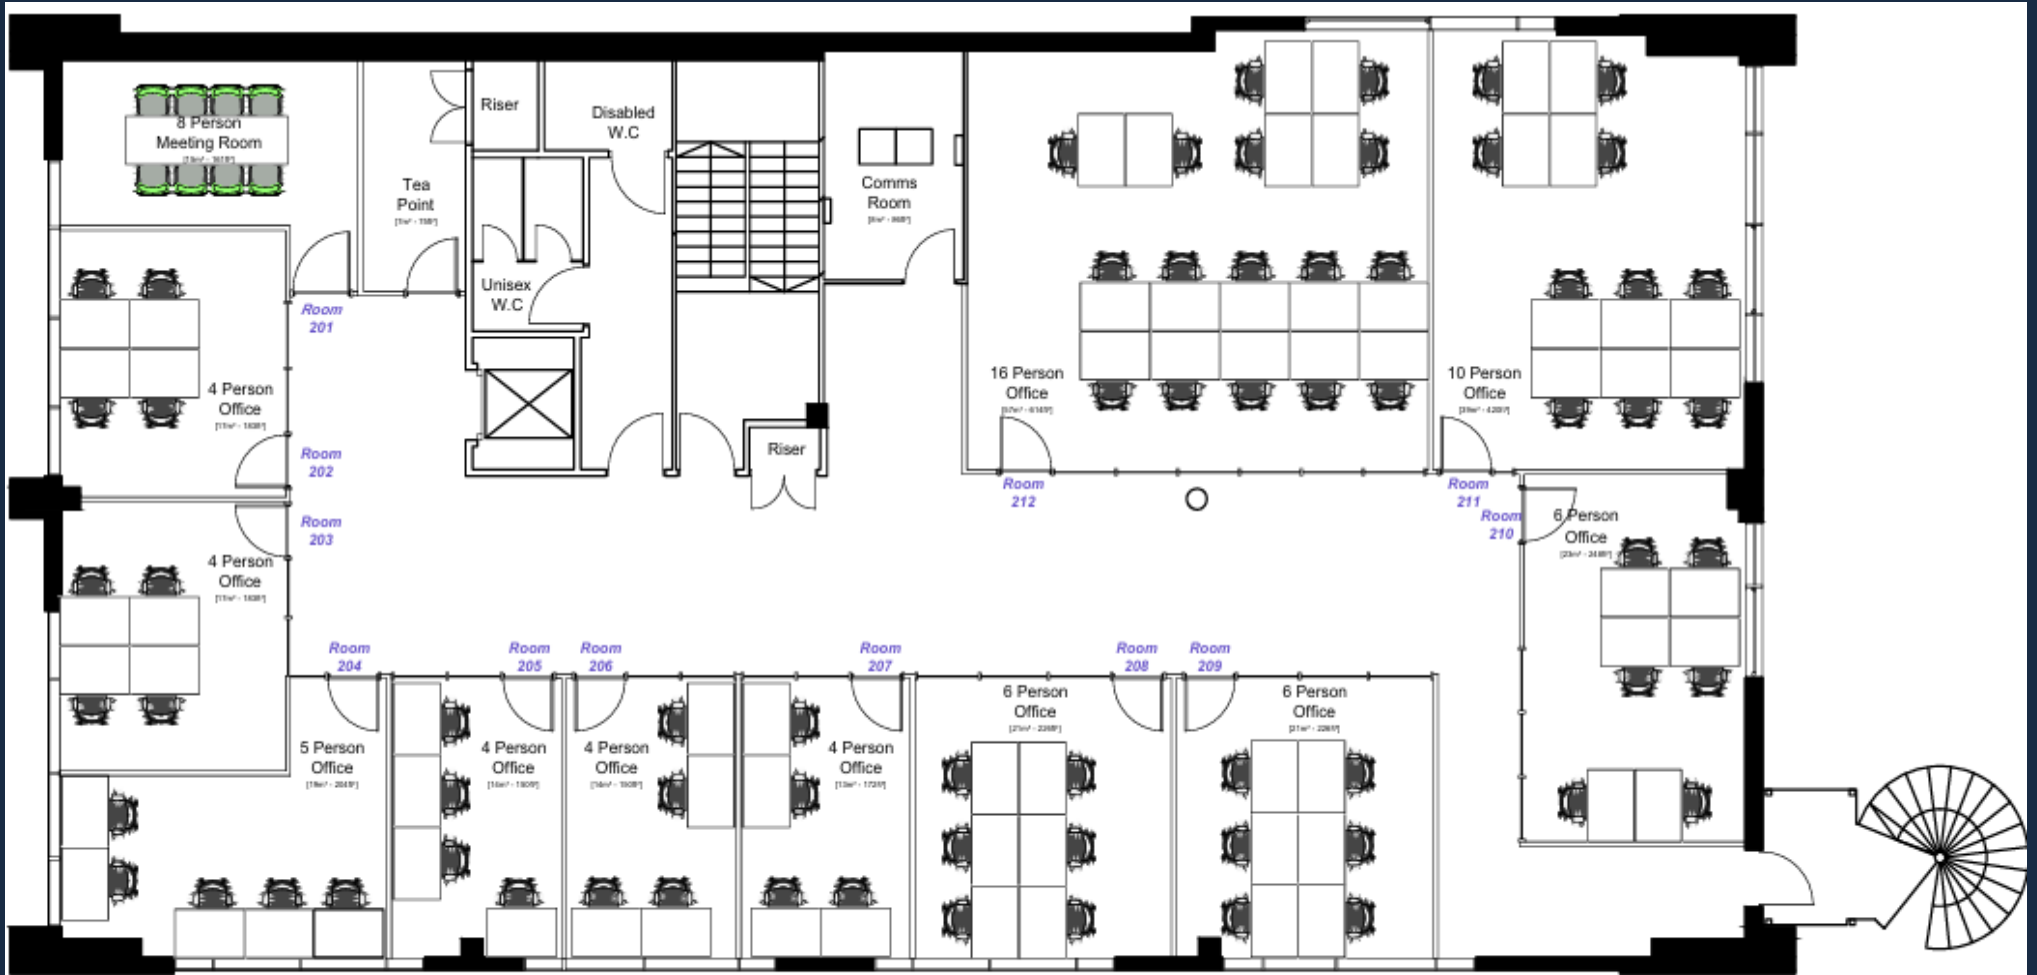 8 Person
Meeting Room
Riser
Disabled
W.C
Tea
Point
Comms
Room
Unisex
W.C
Room
201
4 Person
Office
Room
202
Riser
16 Person
Office
Room
212
10 Person
Office
Room
211
Room
210
6 Person
Office
Room
203
4 Person
Office
Room
204
Room
205
Room
206
Room
207
Room
208
Room
209
5 Person
Office
4 Person
Office
4 Person
Office
4 Person
Office
6 Person
Office
6 Person
Office